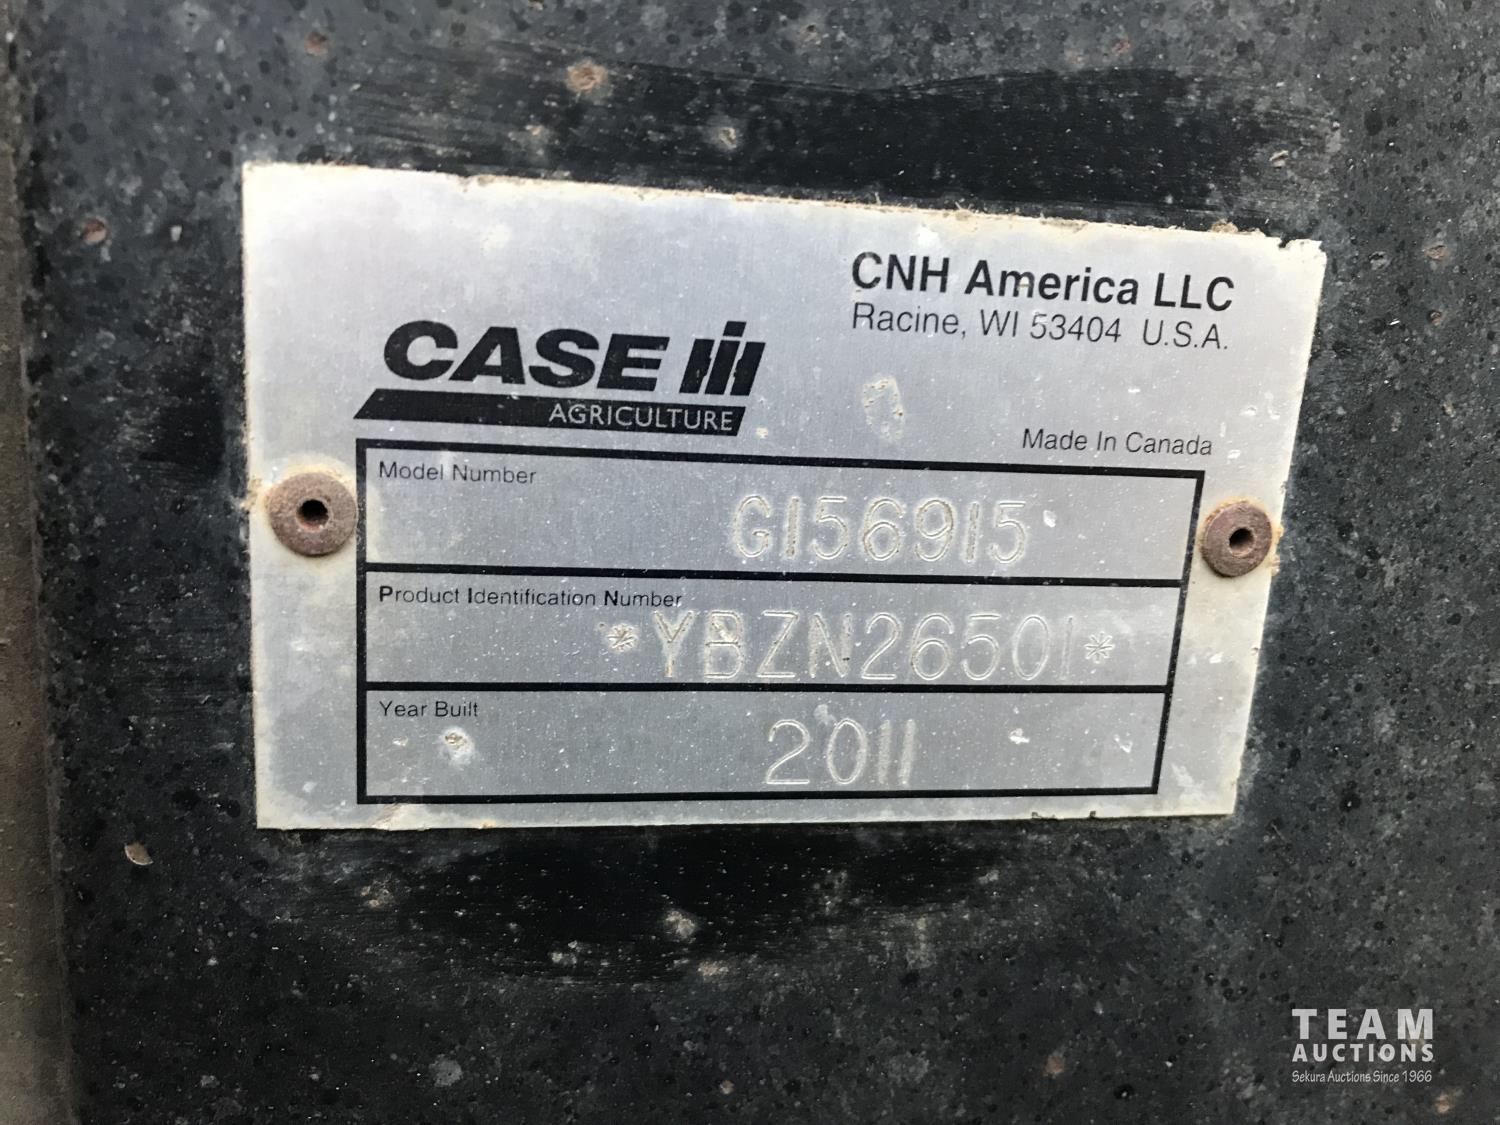 CNH America LLC
Racine, WI 53404 U.S.A.
CASE IH
AGRICULTURE
Made In Canada
Model Number
G156915
Product Identification Number
*YBZN26501*
Year Built
2011
TEAM
AUCTIONS
Sekura Auctions Since 1966